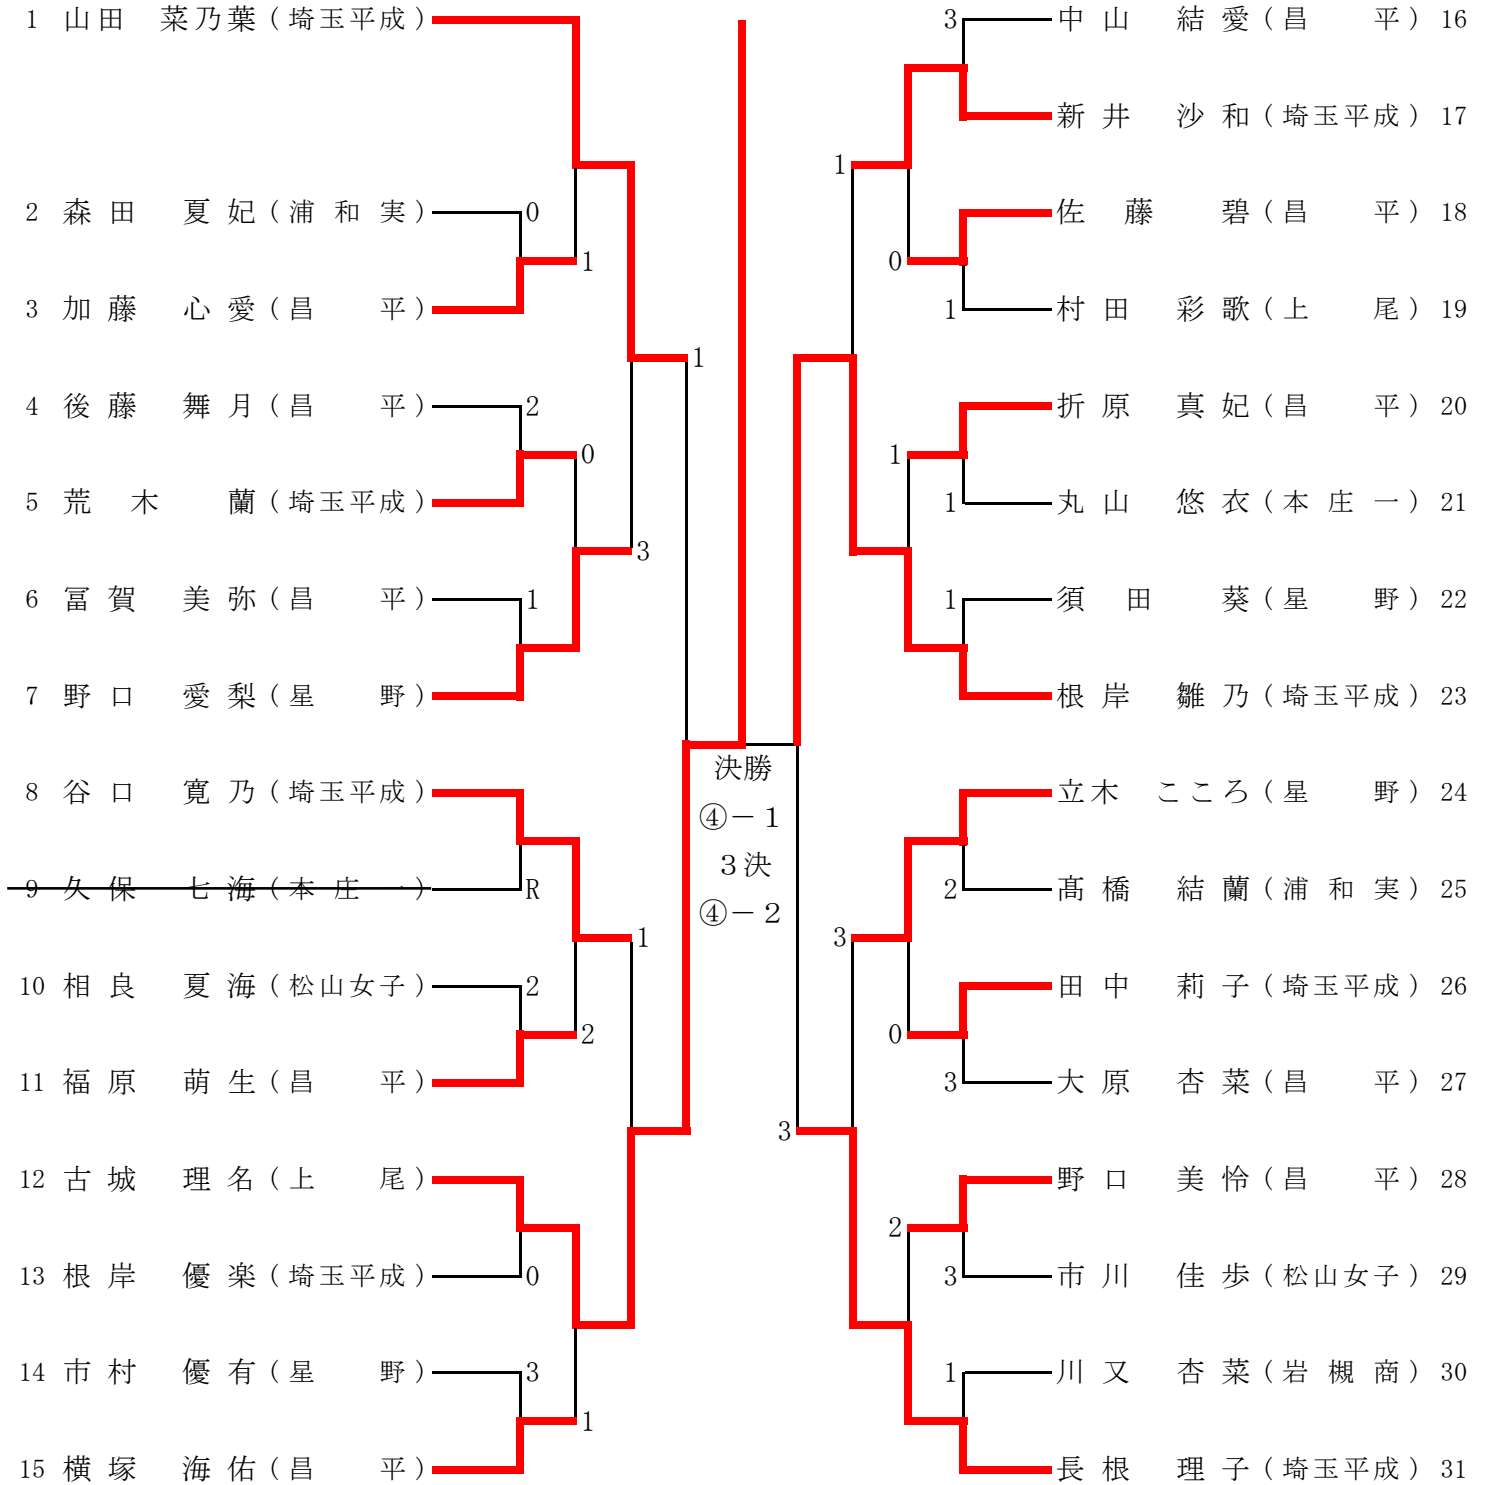 1 山田 菜乃葉(埼玉平成)
2 森田 夏妃(浦和実) 0
1
3 加藤 心愛(昌 平)
1
4 後藤 舞月(昌 平) 2
0
5 荒木 蘭(埼玉平成)
3
6 冨賀 美弥(昌 平) 1
7 野口 愛梨(星 野)
8 谷口 寛乃(埼玉平成)
9 久保 七海(本庄一) R
1
10 相良 夏海(松山女子) 2
2
11 福原 萌生(昌 平)
12 古城 理名(上 尾)
13 根岸 優楽(埼玉平成) 0
14 市村 優有(星 野) 3
1
15 横塚 海佑(昌 平)
決勝
④-1
3決
④-2
3 中山 結愛(昌 平) 16
新井 沙和(埼玉平成) 17
1
佐藤 碧(昌 平) 18
0
1 村田 彩歌(上 尾) 19
折原 真妃(昌 平) 20
1
1 丸山 悠衣(本庄一) 21
1 須田 葵(星 野) 22
根岸 雛乃(埼玉平成) 23
立木 こころ(星 野) 24
2 髙橋 結蘭(浦和実) 25
3
田中 莉子(埼玉平成) 26
0
3 大原 杏菜(昌 平) 27
3
野口 美怜(昌 平) 28
2
3 市川 佳歩(松山女子) 29
1 川又 杏菜(岩槻商) 30
長根 理子(埼玉平成) 31